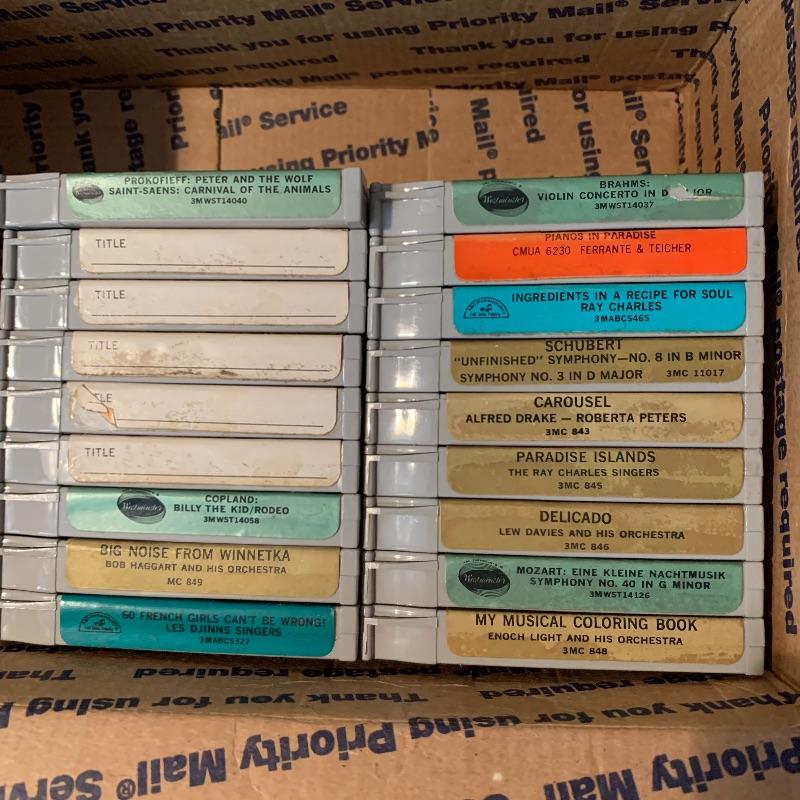 Mail® Service
you for using Priority Mail® Service
Thank you for using Priority
Thank you for using Priority Mail®
postage required
Mail® postage
ail® Service
using Priority M
PROKOFIEFF: PETER AND THE WOLF
SAINT-SAENS: CARNIVAL OF THE ANIMALS
3MWST14040
TITLE
TITLE
TITLE
TITLE
Westminster
COPLAND:
BILLY THE KID/RODEO
3MWST14058
BIG NOISE FROM WINNETKA
BOB HAGGART AND HIS ORCHESTRA
MC 849
60 FRENCH GIRLS CAN'T BE WRONG!
LES DJINNS SINGERS
3MABCS327
Westminster
BRAHMS:
VIOLIN CONCERTO IN D
3MWST14037
PIANOS IN PARADISE
CMUA 6230 FERRANTE & TEICHER
INGREDIENTS IN A RECIPE FOR SOUL
RAY CHARLES
3MABCS465
SCHUBERT
"UNFINISHED" SYMPHONY—NO. 8 IN B MINOR
SYMPHONY NO. 3 IN D MAJOR 3MC 11017
CAROUSEL
ALFRED DRAKE — ROBERTA PETERS
3MC 843
PARADISE ISLANDS
THE RAY CHARLES SINGERS
3MC 845
DELICADO
LEW DAVIES AND HIS ORCHESTRA
3MC 846
Westminster
MOZART: EINE KLEINE NACHTMUSIK
SYMPHONY NO. 40 IN G MINOR
3MWST14126
MY MUSICAL COLORING BOOK
ENOCH LIGHT AND HIS ORCHESTRA
3MC 848
Thank you for using
Priority Mail® Serv